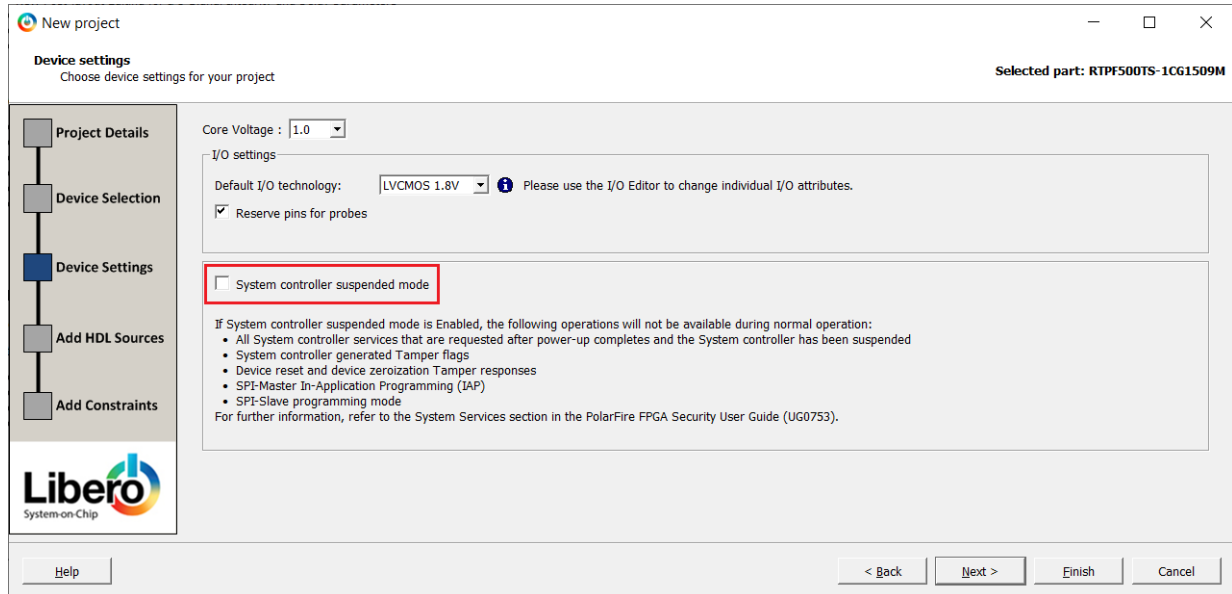 New project
Device settings
Choose device settings for your project
Selected part: RTPF500TS-1CG1509M
Project Details
Device Selection
Device Settings
Add HDL Sources
Add Constraints
Libero
System-on-Chip
Core Voltage : 1.0
I/O settings
Default I/O technology: LVCMOS 1.8V i Please use the I/O Editor to change individual I/O attributes.
Reserve pins for probes
System controller suspended mode
If System controller suspended mode is Enabled, the following operations will not be available during normal operation:
• All System controller services that are requested after power-up completes and the System controller has been suspended
• System controller generated Tamper flags
• Device reset and device zeroization Tamper responses
• SPI-Master In-Application Programming (IAP)
• SPI-Slave programming mode
For further information, refer to the System Services section in the PolarFire FPGA Security User Guide (UG0753).
Help
< Back Next > Finish Cancel